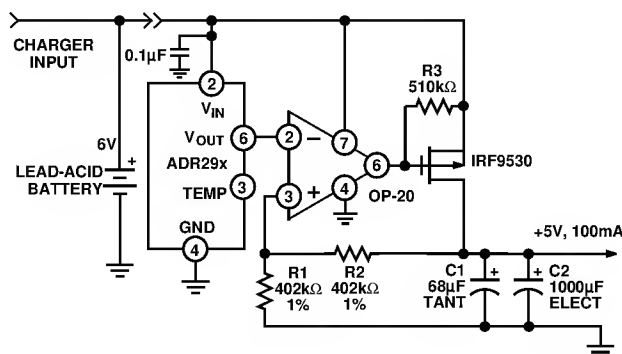 CHARGER
INPUT
0.1µF
2
VIN
R3
510kΩ
6V
+
LEAD-ACID
BATTERY
VOUT
6
ADR29x
TEMP
3
GND
4
2
−
7
6
3
+
4
OP-20
IRF9530
+5V, 100mA
R1
402kΩ
1%
R2
402kΩ
1%
C1
68µF
TANT
+
+
C2
1000µF
ELECT